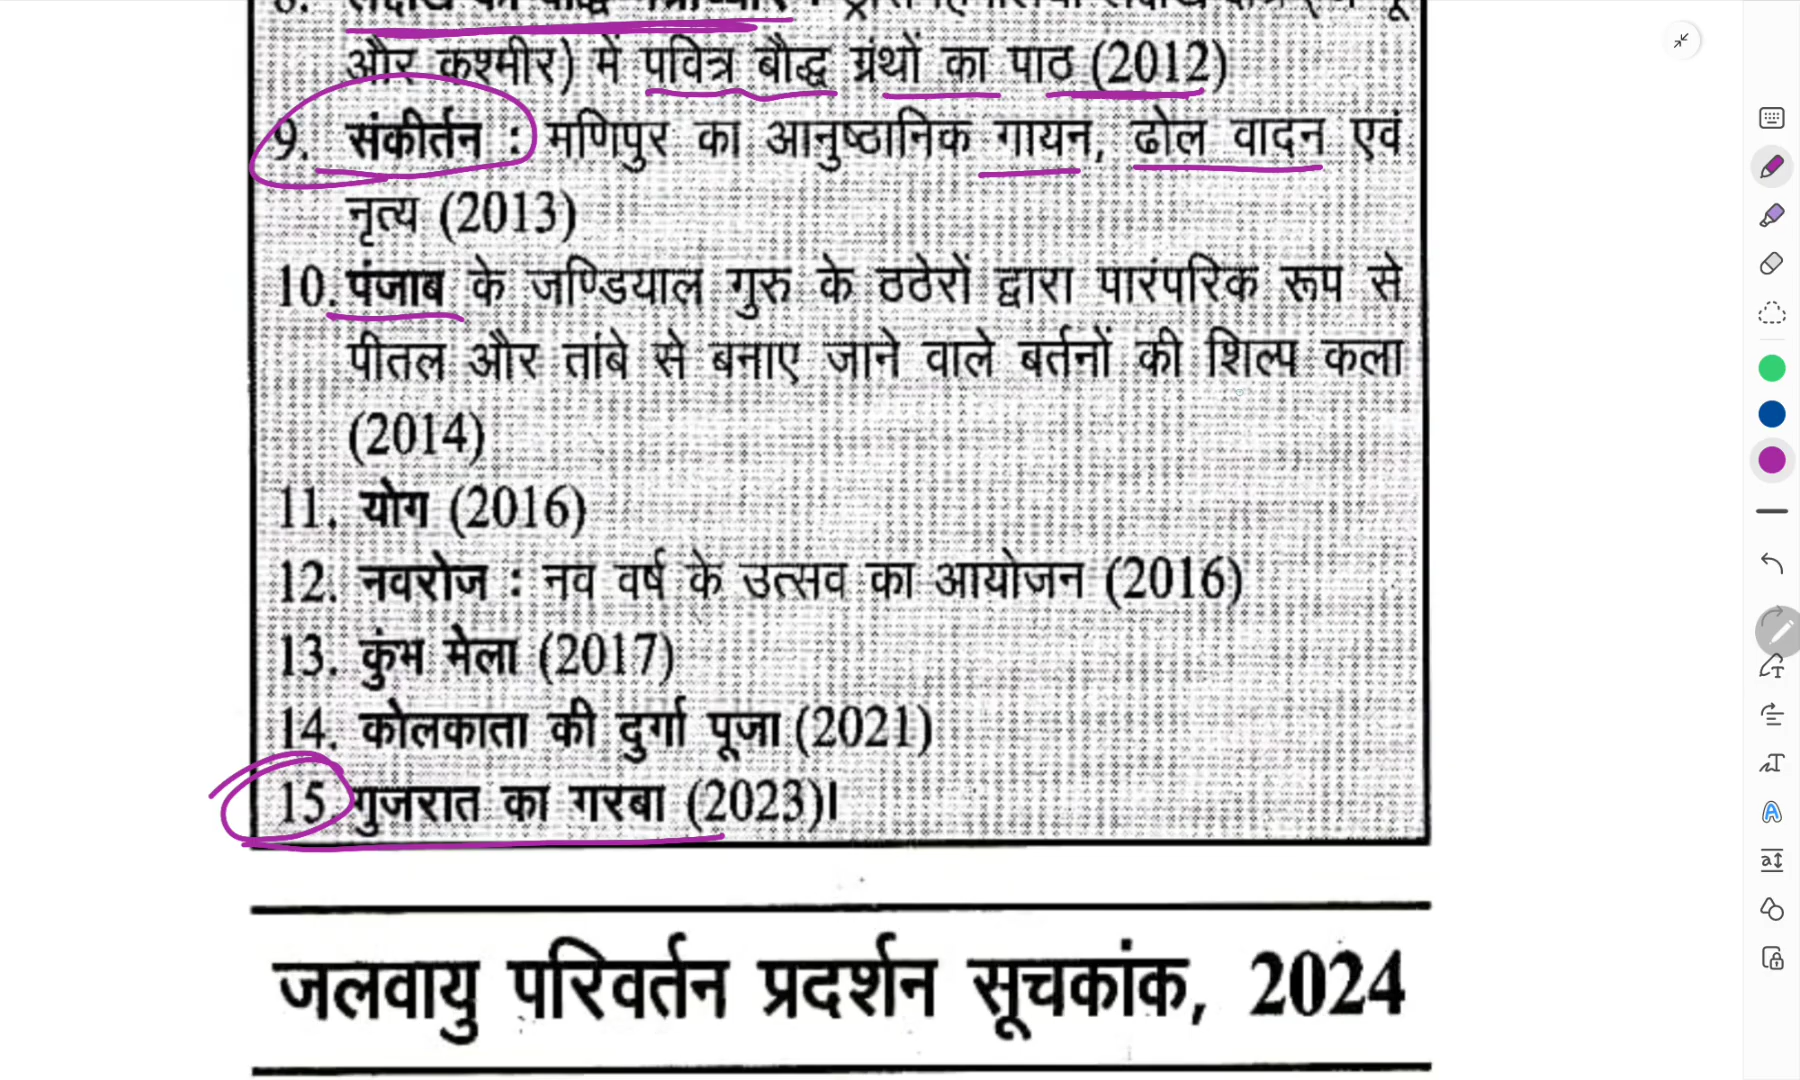 8. लद्दाख का बौद्ध
और कश्मीर) में पवित्र बौद्ध ग्रंथों का पाठ (2012)
9. संकीर्तन : मणिपुर का आनुष्ठानिक गायन, ढोल वादन एवं
नृत्य (2013)
10. पंजाब के जण्डियाल गुरु के ठठेरों द्वारा पारंपरिक रूप से
पीतल और तांबे से बनाए जाने वाले बर्तनों की शिल्प कला
(2014)
11. योग (2016)
12. नवरोज : नव वर्ष के उत्सव का आयोजन (2016)
13. कुंभ मेला (2017)
14. कोलकाता की दुर्गा पूजा (2021)
15 गुजरात का गरबा (2023)।
जलवायु परिवर्तन प्रदर्शन सूचकांक, 2024